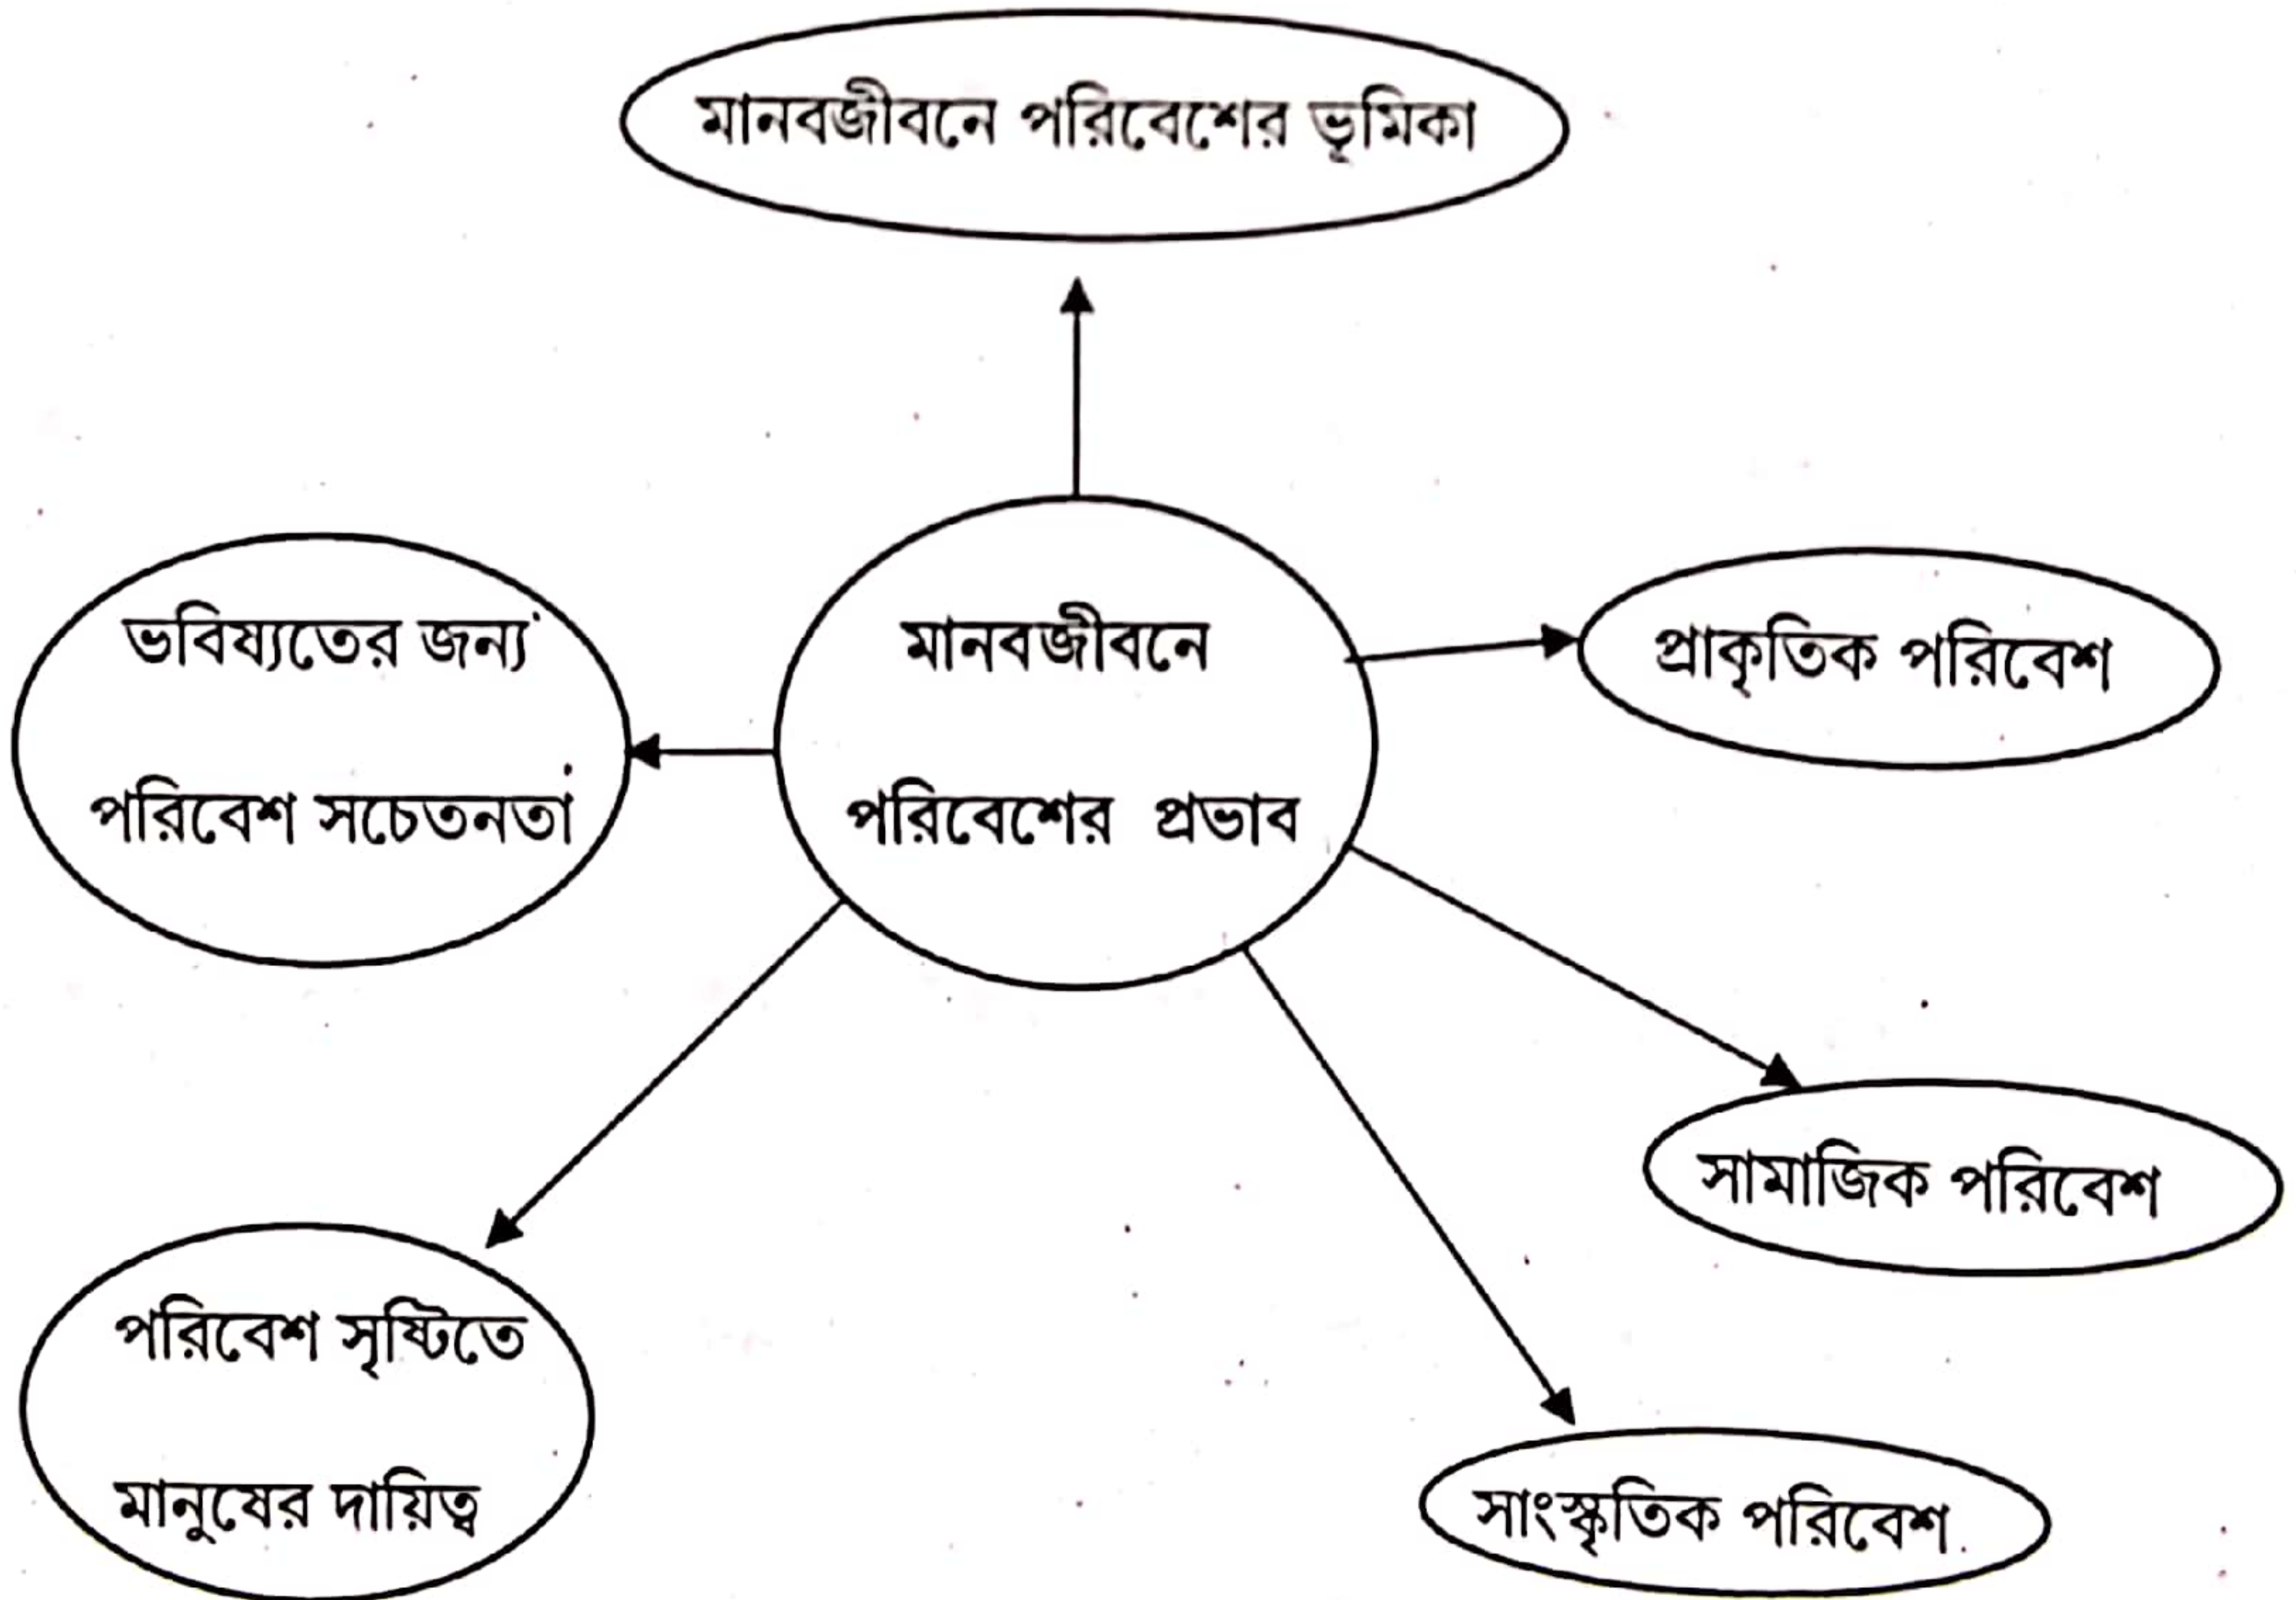 মানবজীবনে পরিবেশের ভূমিকা
ভবিষ্যতের জন্য
পরিবেশ সচেতনতা
মানবজীবনে
পরিবেশের প্রভাব
প্রাকৃতিক পরিবেশ
সামাজিক পরিবেশ
পরিবেশ সৃষ্টিতে
মানুষের দায়িত্ব
সাংস্কৃতিক পরিবেশ